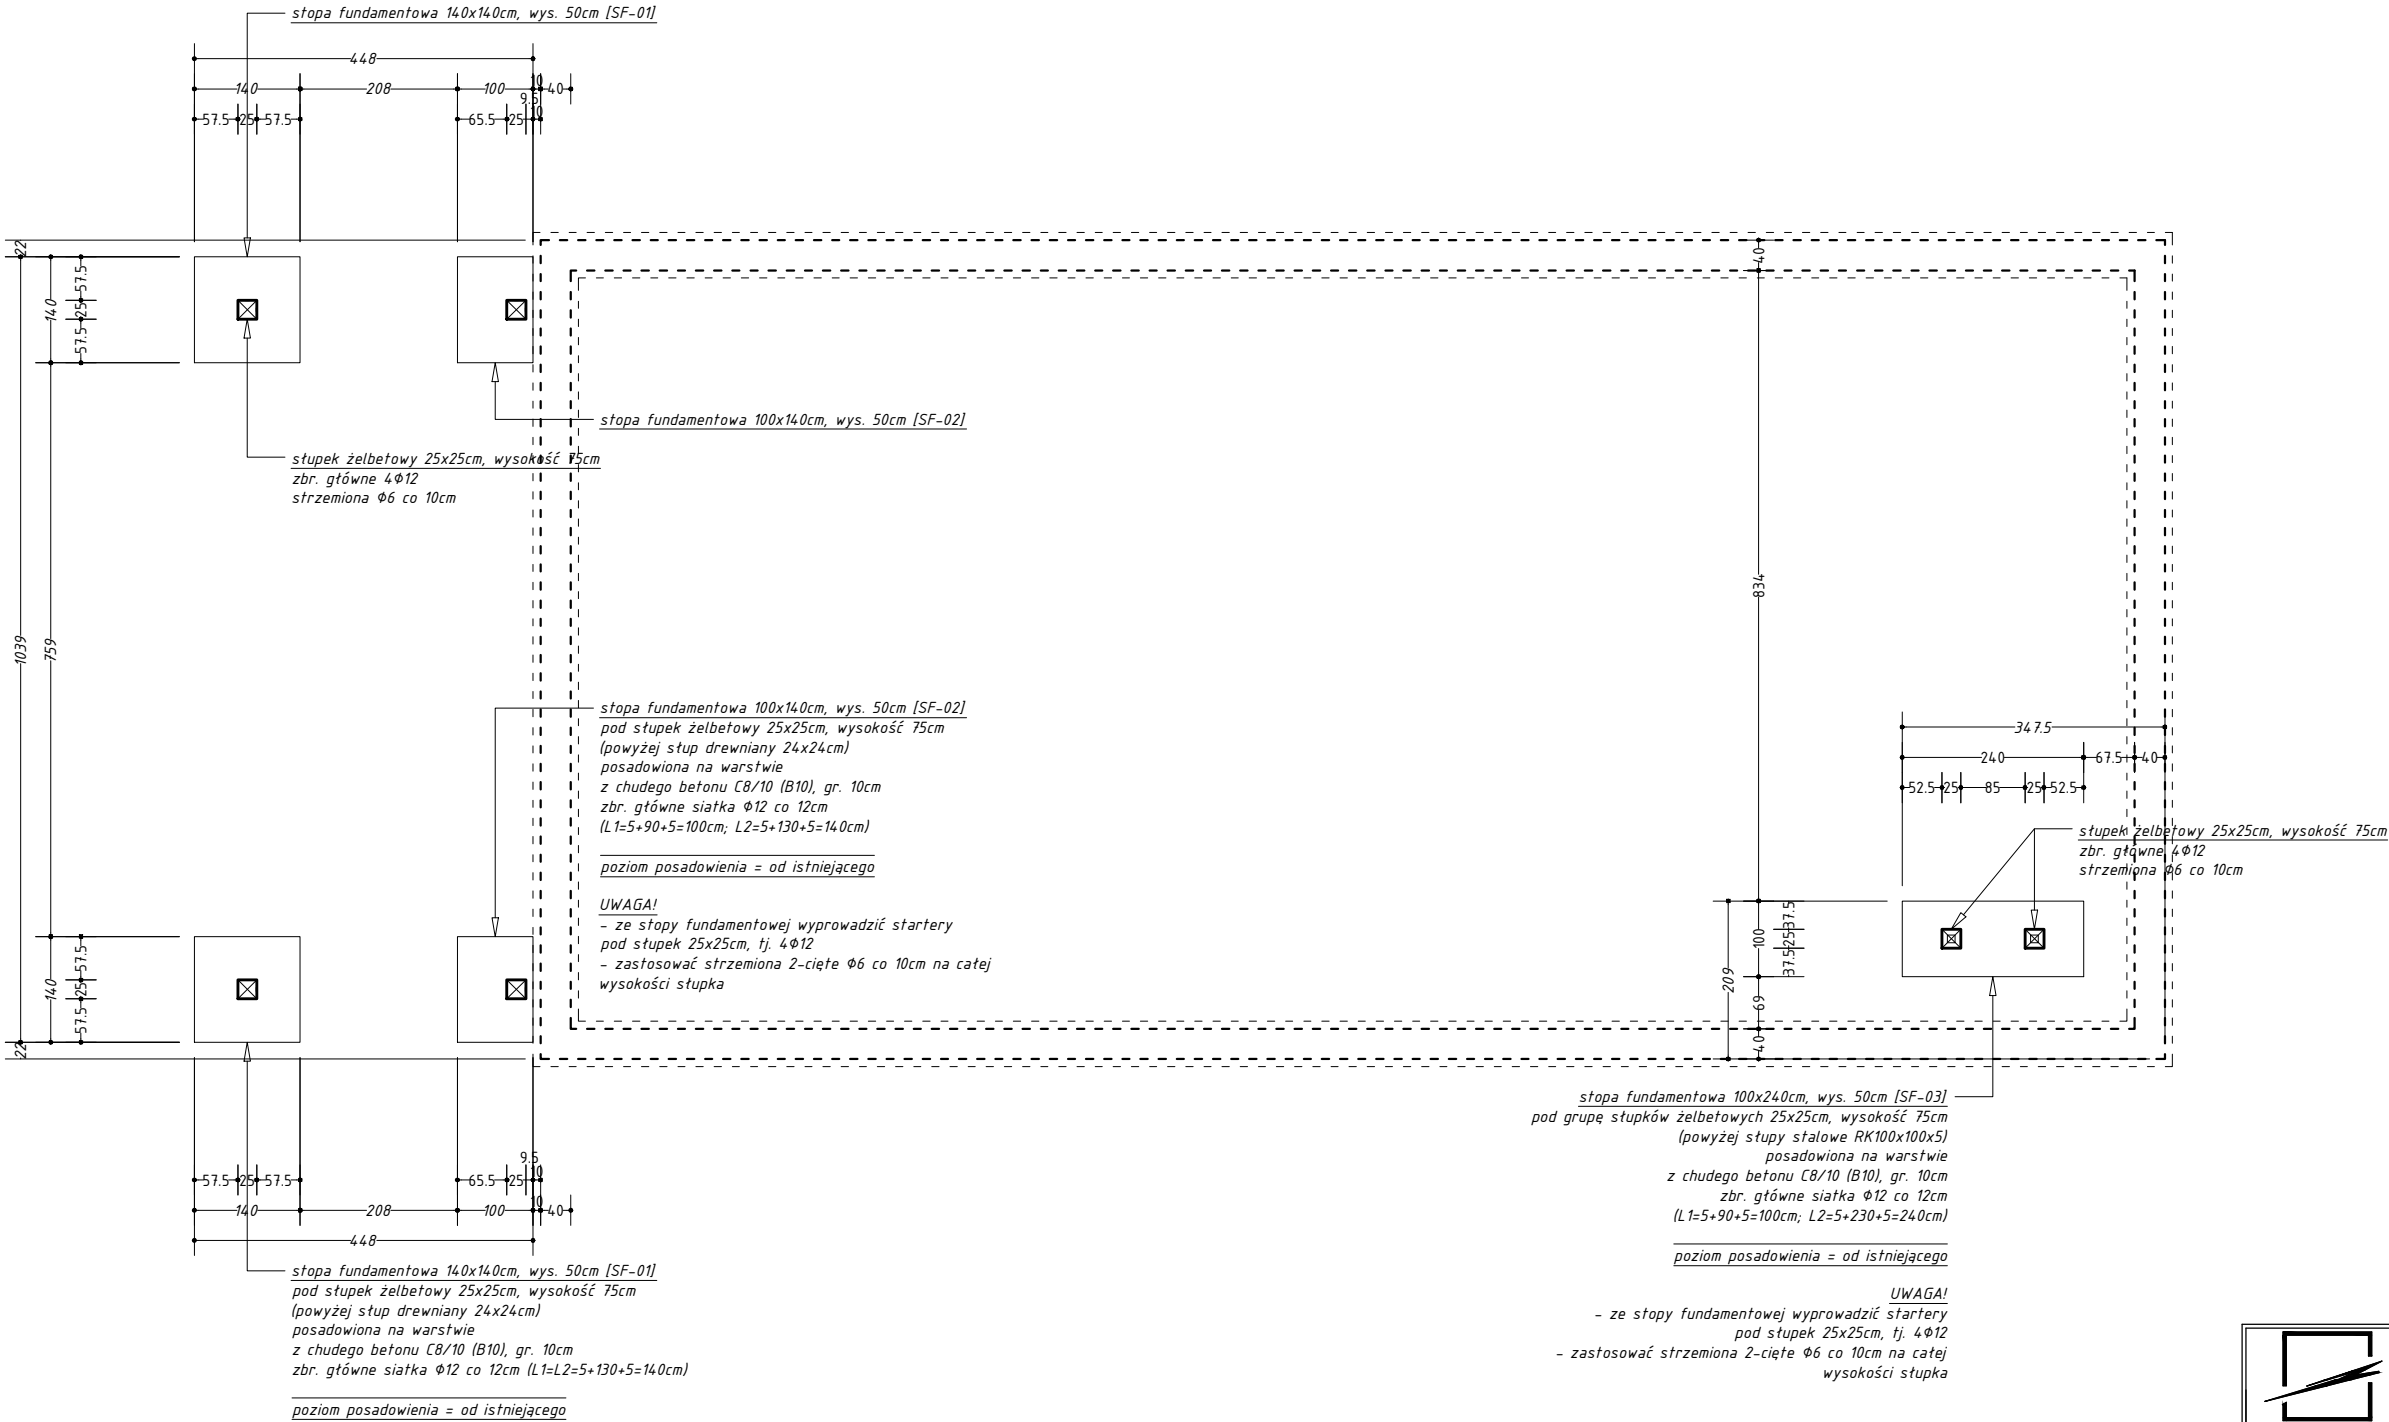 stopa fundamentowa 140x140cm, wys. 50cm [SF-01]
448
140 208 100 10 40
9.5 10
57.5 25 57.5 65.5 25
22
140
57.5
25
57.5
1039
759
140
57.5
25
57.5
22
40
834
stopa fundamentowa 100x140cm, wys. 50cm [SF-02]
słupek żelbetowy 25x25cm, wysokość 75cm
zbr. główne 4Φ12
strzemiona Φ6 co 10cm
stopa fundamentowa 100x140cm, wys. 50cm [SF-02]
pod słupek żelbetowy 25x25cm, wysokość 75cm
(powyżej słup drewniany 24x24cm)
posadowiona na warstwie
z chudego betonu C8/10 (B10), gr. 10cm
zbr. główne siatka Φ12 co 12cm
(L1=5+90+5=100cm; L2=5+130+5=140cm)
poziom posadowienia = od istniejącego
UWAGA!
- ze stopy fundamentowej wyprowadzić startery
pod słupek 25x25cm, tj. 4Φ12
- zastosować strzemiona 2-cięte Φ6 co 10cm na całej
wysokości słupka
347.5
240 67.5 40
52.5 25 85 25 52.5
słupek żelbetowy 25x25cm, wysokość 75cm
zbr. główne 4Φ12
strzemiona Φ6 co 10cm
209
100
37.5
25
37.5
69
40
stopa fundamentowa 100x240cm, wys. 50cm [SF-03]
pod grupę słupków żelbetowych 25x25cm, wysokość 75cm
(powyżej słupy stalowe RK100x100x5)
posadowiona na warstwie
z chudego betonu C8/10 (B10), gr. 10cm
zbr. główne siatka Φ12 co 12cm
(L1=5+90+5=100cm; L2=5+230+5=240cm)
poziom posadowienia = od istniejącego
UWAGA!
- ze stopy fundamentowej wyprowadzić startery
pod słupek 25x25cm, tj. 4Φ12
- zastosować strzemiona 2-cięte Φ6 co 10cm na całej
wysokości słupka
9.5
57.5 25 57.5 65.5 25 10
140 208 100 10 40
448
stopa fundamentowa 140x140cm, wys. 50cm [SF-01]
pod słupek żelbetowy 25x25cm, wysokość 75cm
(powyżej słup drewniany 24x24cm)
posadowiona na warstwie
z chudego betonu C8/10 (B10), gr. 10cm
zbr. główne siatka Φ12 co 12cm (L1=L2=5+130+5=140cm)
poziom posadowienia = od istniejącego